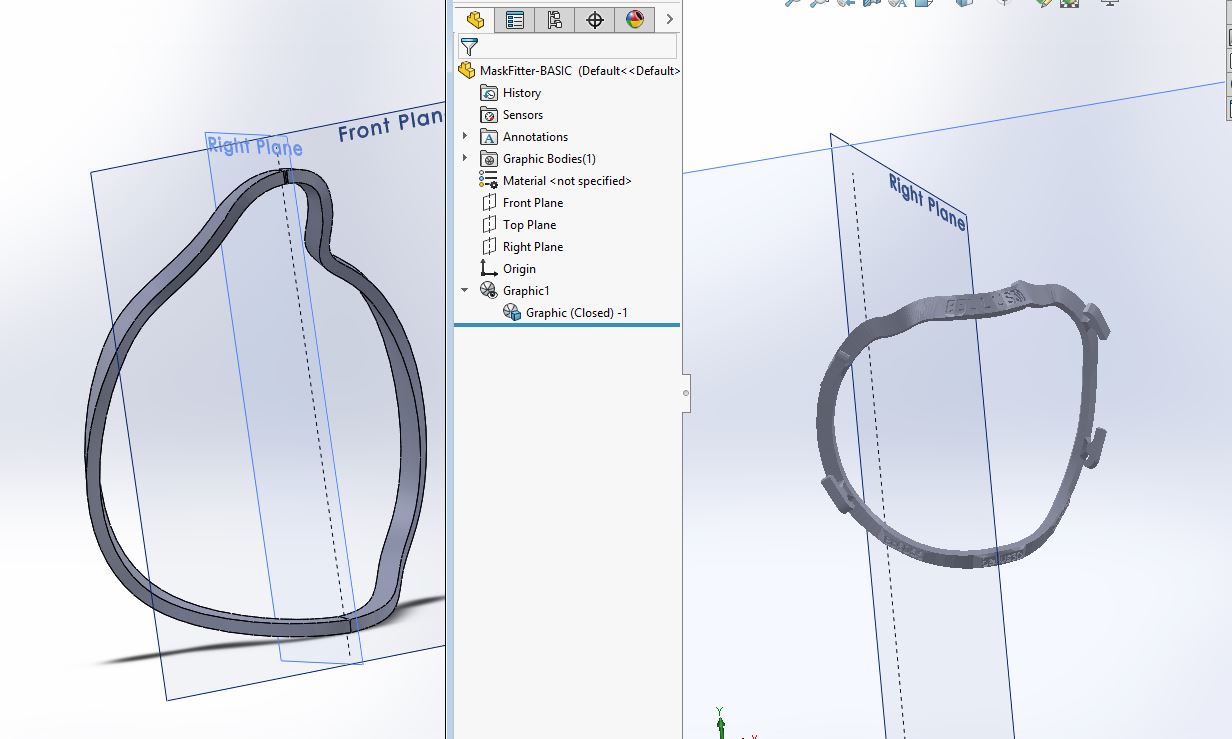 Right Plane
Front Plan
MaskFitter-BASIC (Default<<Default>
History
Sensors
Annotations
Graphic Bodies(1)
Material <not specified>
Front Plane
Top Plane
Right Plane
Origin
Graphic1
Graphic (Closed) -1
Right Plane
Y